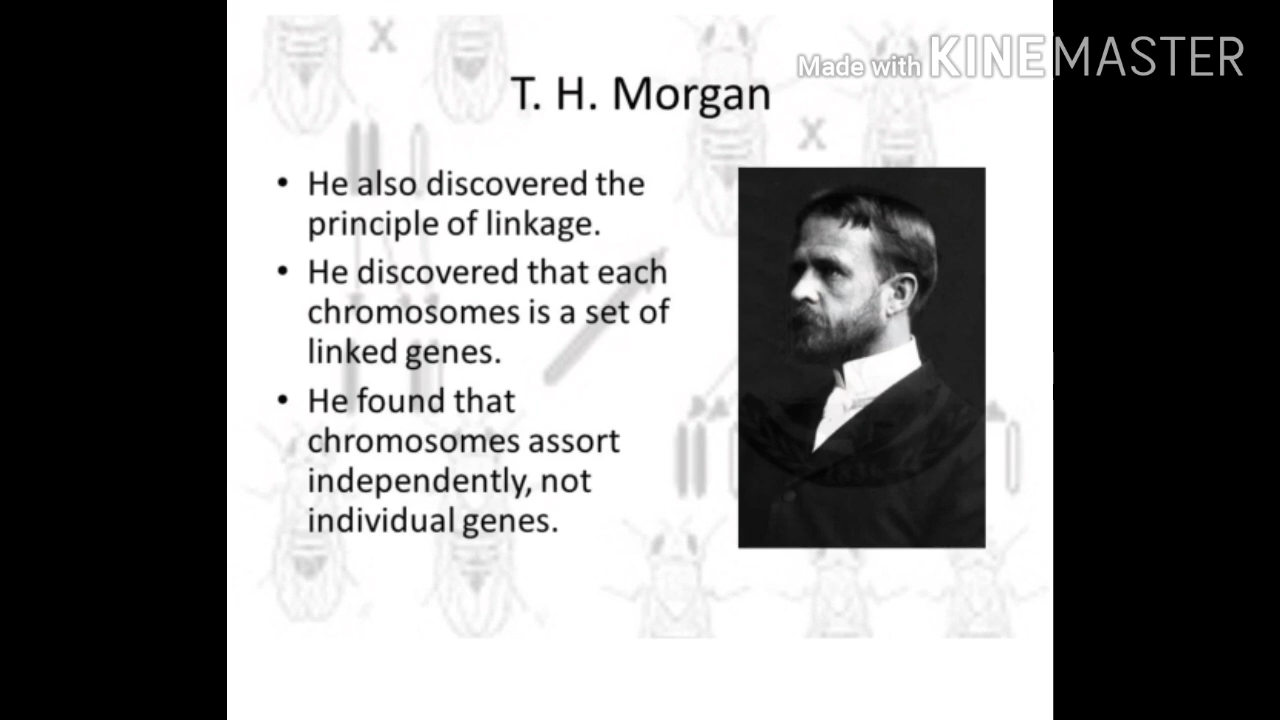 Made with KINEMASTER
T. H. Morgan
• He also discovered the
principle of linkage.
• He discovered that each
chromosomes is a set of
linked genes.
• He found that
chromosomes assort
independently, not
individual genes.
X
X